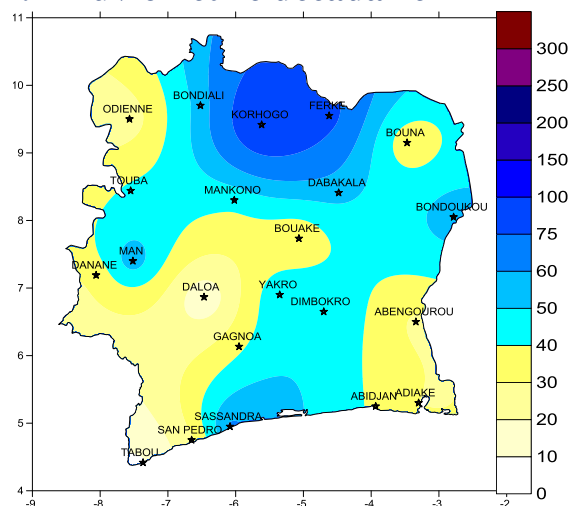 11
10
9
8
7
6
5
4
-9
-8
-7
-6
-5
-4
-3
-2
ODIENNE
BONDIALI
KORHOGO
FERKE
BOUNA
TOUBA
MANKONO
DABAKALA
BONDOUKOU
BOUAKE
MAN
DANANE
DALOA
YAKRO
DIMBOKRO
ABENGOUROU
GAGNOA
ABIDJAN
ADIAKE
SASSANDRA
SAN PEDRO
TABOU
300
250
200
150
100
75
60
50
40
30
20
10
0